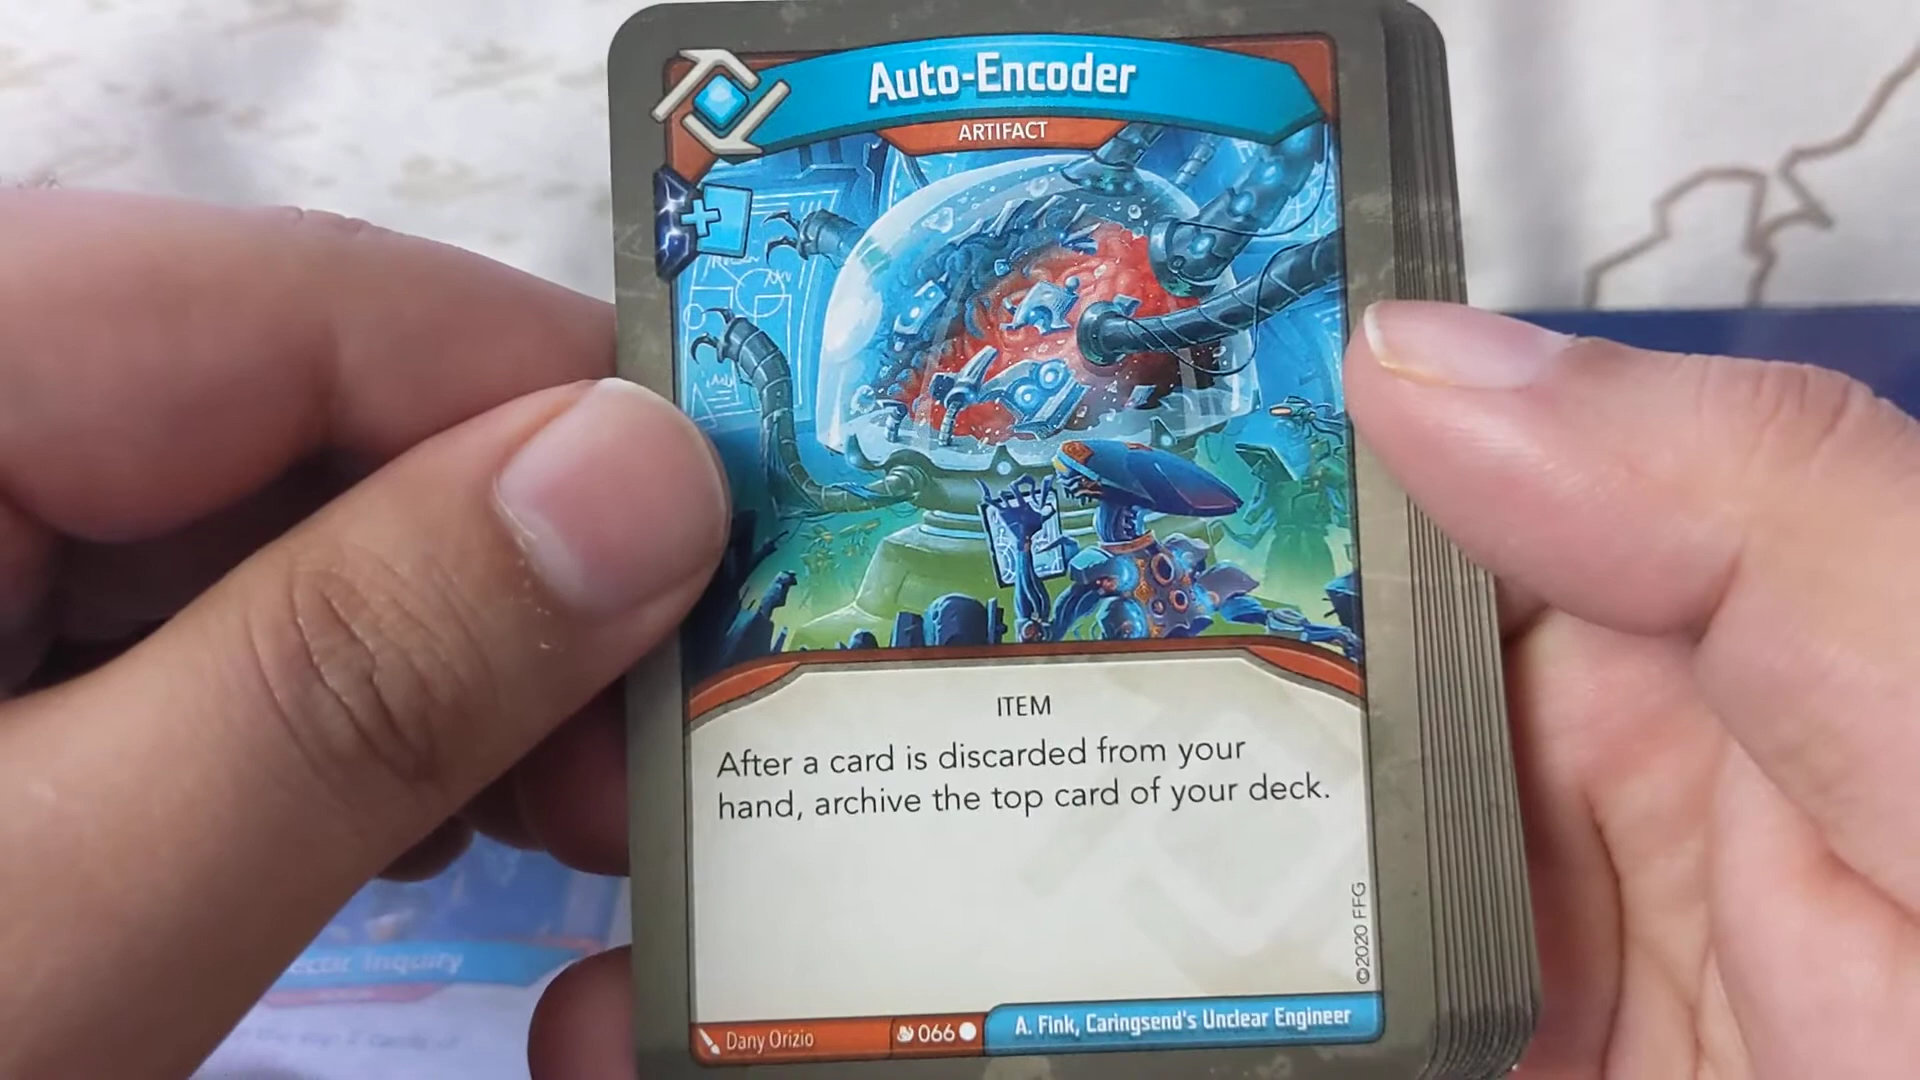 Auto-Encoder
ARTIFACT
ITEM
After a card is discarded from your
hand, archive the top card of your deck.
©2020 FFG
Dany Orizio
066
A. Fink, Caringsend's Unclear Engineer
Inquiry